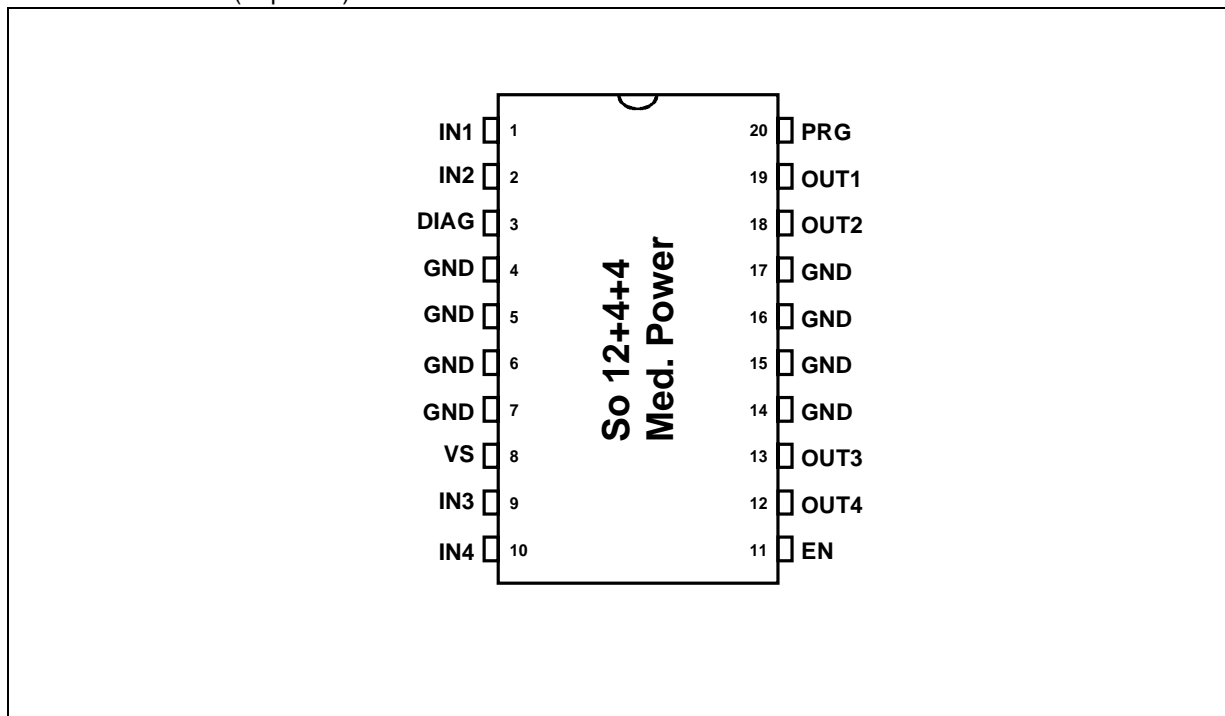 IN1 1 20 PRG
IN2 2 19 OUT1
DIAG 3 18 OUT2
GND 4 17 GND
GND 5 16 GND
GND 6 15 GND
GND 7 14 GND
VS 8 13 OUT3
IN3 9 12 OUT4
IN4 10 11 EN
So 12+4+4
Med. Power